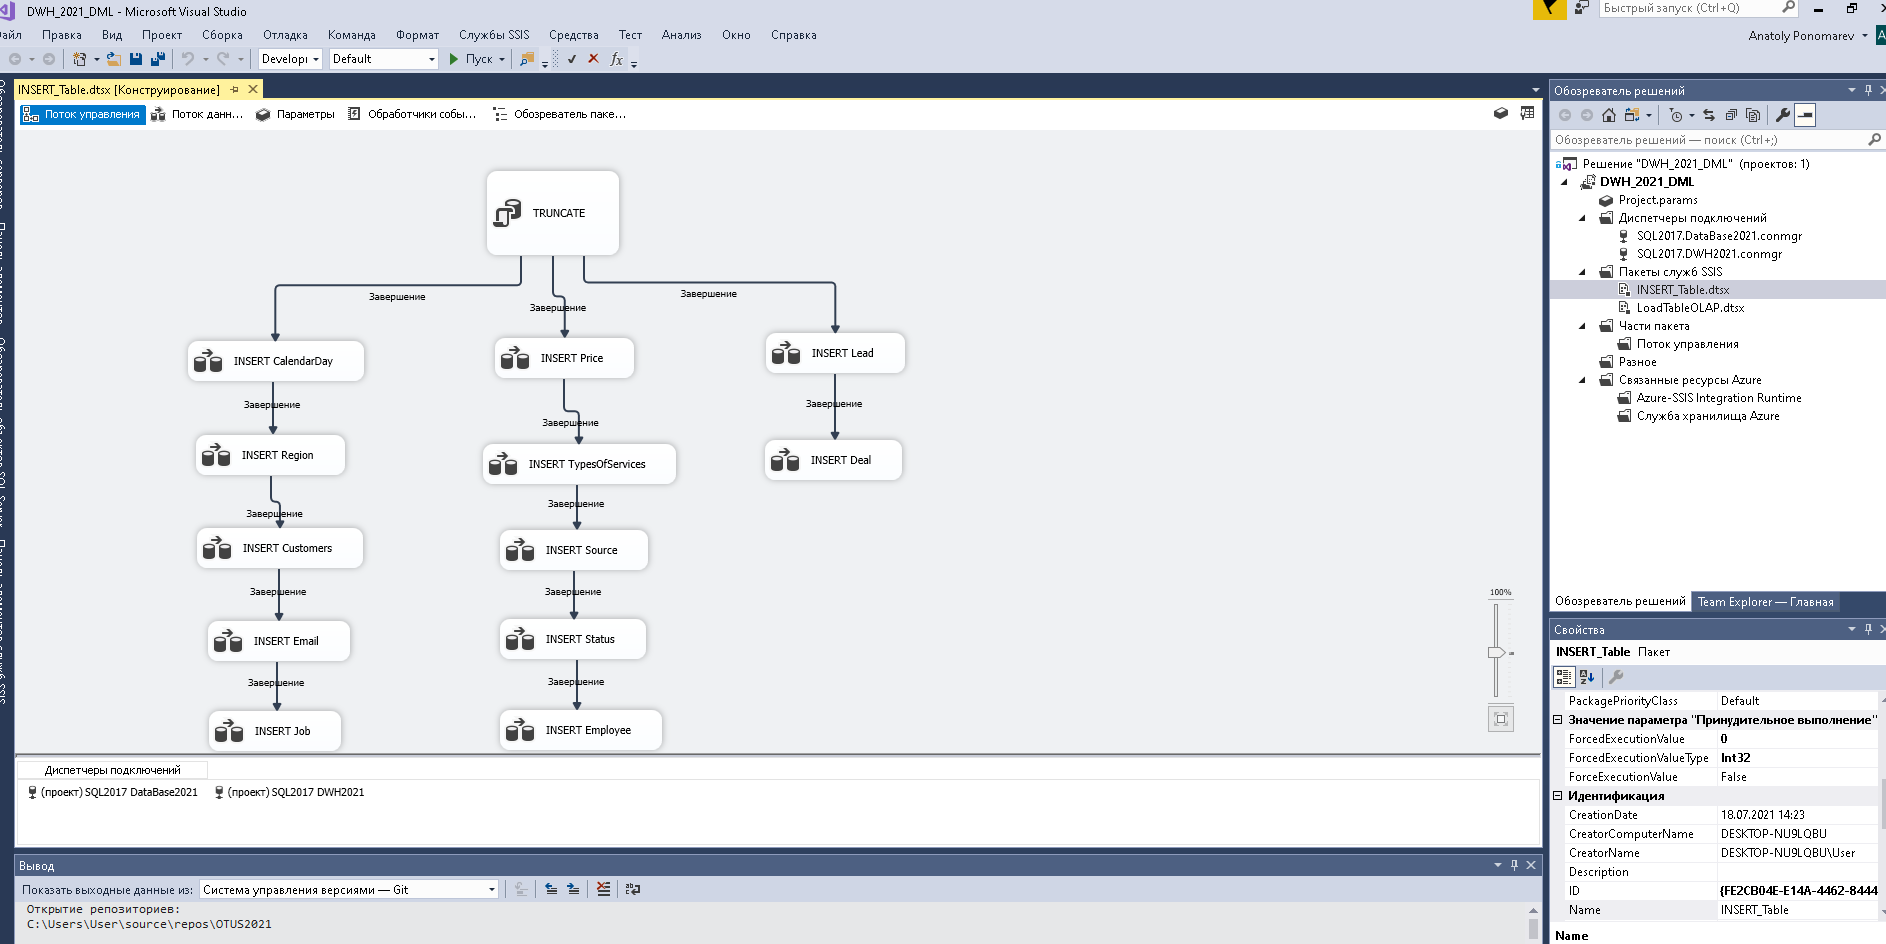 DWH_2021_DML - Microsoft Visual Studio
Быстрый запуск (Ctrl+Q)
Правка Вид Проект Сборка Отладка Команда Формат Службы SSIS Средства Тест Анализ Окно Справка
Anatoly Ponomarev
Default Пуск
INSERT_Table.dtsx [Конструирование]
Поток управления Поток данн... Параметры Обработчики собы... Обозреватель паке...
TRUNCATE
Завершение
Завершение
Завершение
INSERT CalendarDay
INSERT Price
INSERT Lead
Завершение
Завершение
Завершение
INSERT Region
INSERT TypesOfServices
INSERT Deal
Завершение
Завершение
INSERT Customers
INSERT Source
Завершение
Завершение
INSERT Email
INSERT Status
Завершение
Завершение
INSERT Job
INSERT Employee
100%
Диспетчеры подключений
(проект) SQL2017 DataBase2021 (проект) SQL2017 DWH2021
Вывод
Показать выходные данные из: Система управления версиями — Git
Открытие репозиториев:
C:\Users\User\source\repos\OTUS2021
Обозреватель решений
Обозреватель решений — поиск (Ctrl+;)
Решение "DWH_2021_DML" (проектов: 1)
DWH_2021_DML
Project.params
Диспетчеры подключений
SQL2017.DataBase2021.conmgr
SQL2017.DWH2021.conmgr
Пакеты служб SSIS
INSERT_Table.dtsx
LoadTableOLAP.dtsx
Части пакета
Поток управления
Разное
Связанные ресурсы Azure
Azure-SSIS Integration Runtime
Служба хранилища Azure
Обозреватель решений Team Explorer — Главная
Свойства
INSERT_Table Пакет
PackagePriorityClass Default
Значение параметра "Принудительное выполнение"
ForcedExecutionValue 0
ForcedExecutionValueType Int32
ForceExecutionValue False
Идентификация
CreationDate 18.07.2021 14:23
CreatorComputerName DESKTOP-NU9LQBU
CreatorName DESKTOP-NU9LQBU\User
Description
ID {FE2CB04E-E14A-4462-8444
Name INSERT_Table
Name